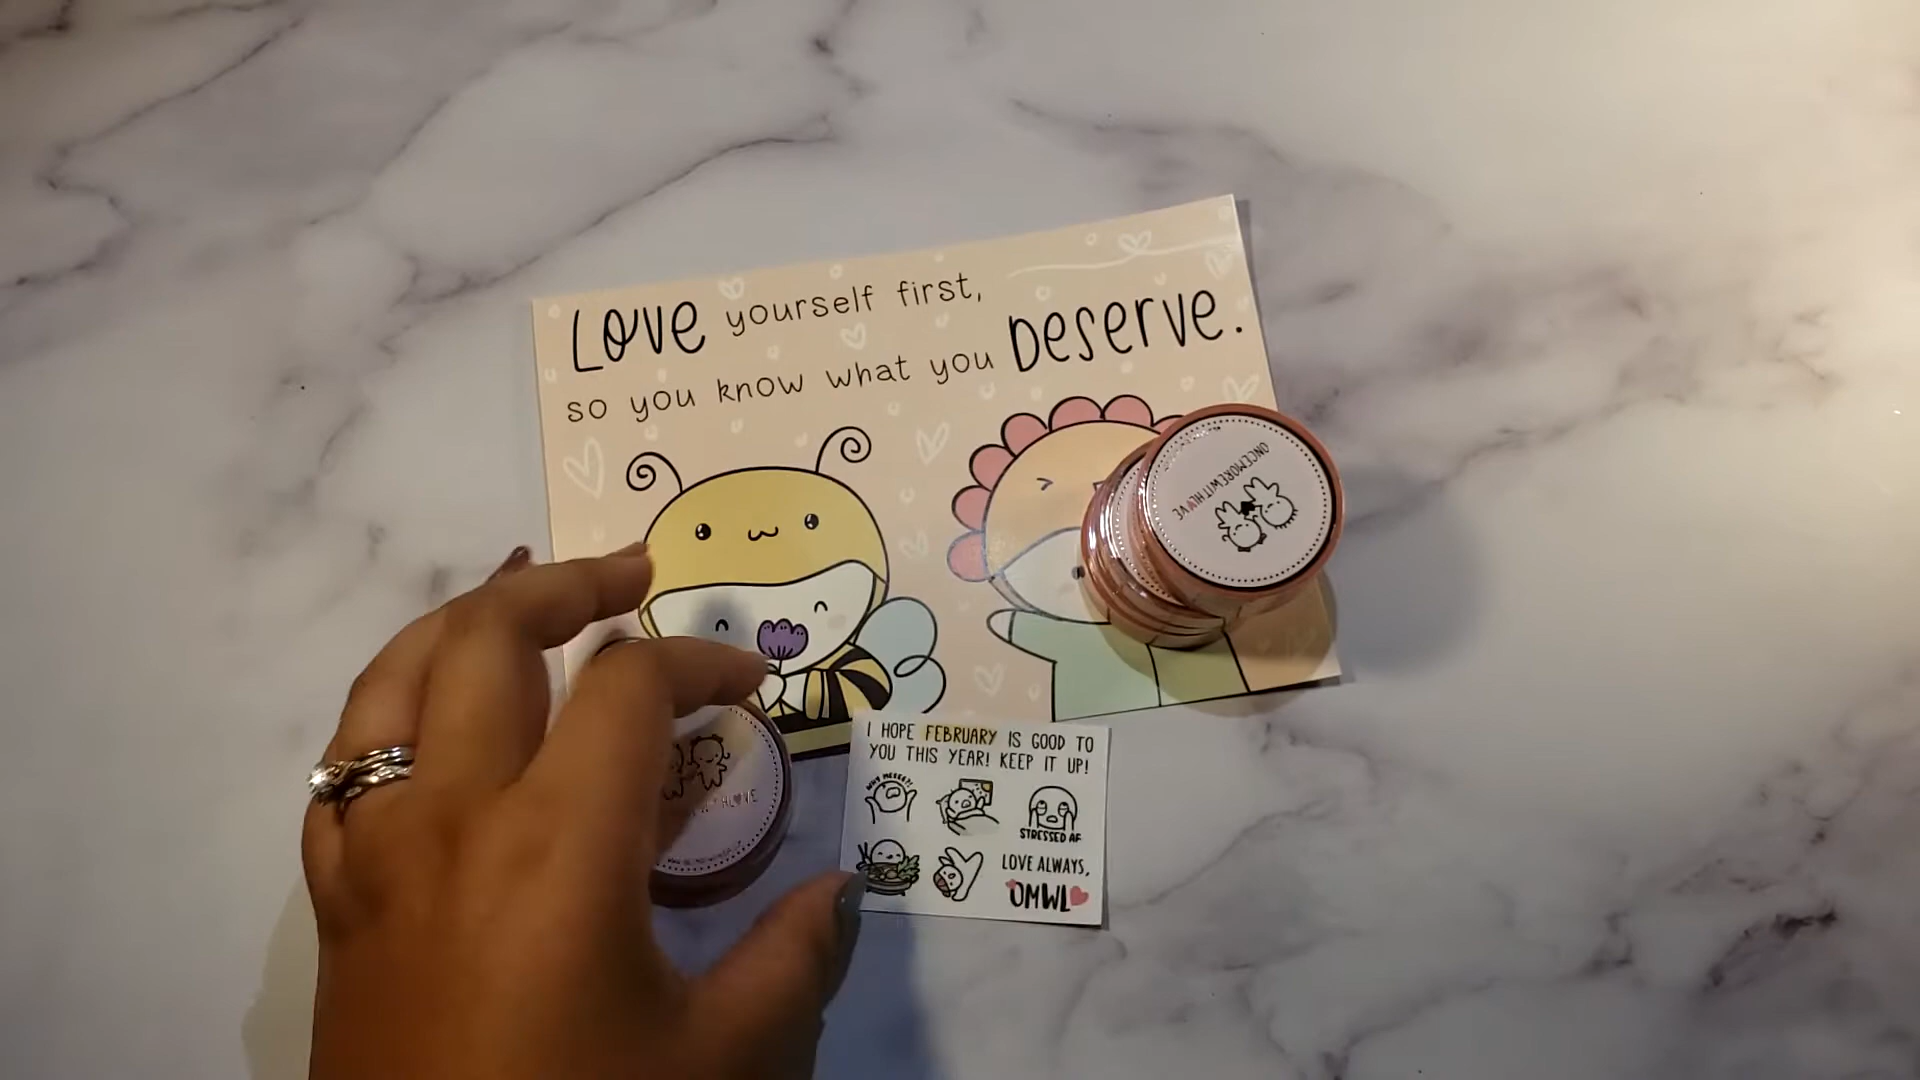 LOVE yourself first,
so you know what you DESERVE.
ONCEMOREWITHLOVE
I HOPE FEBRUARY IS GOOD TO
YOU THIS YEAR! KEEP IT UP!
STRESSED AF
LOVE ALWAYS,
OMWL